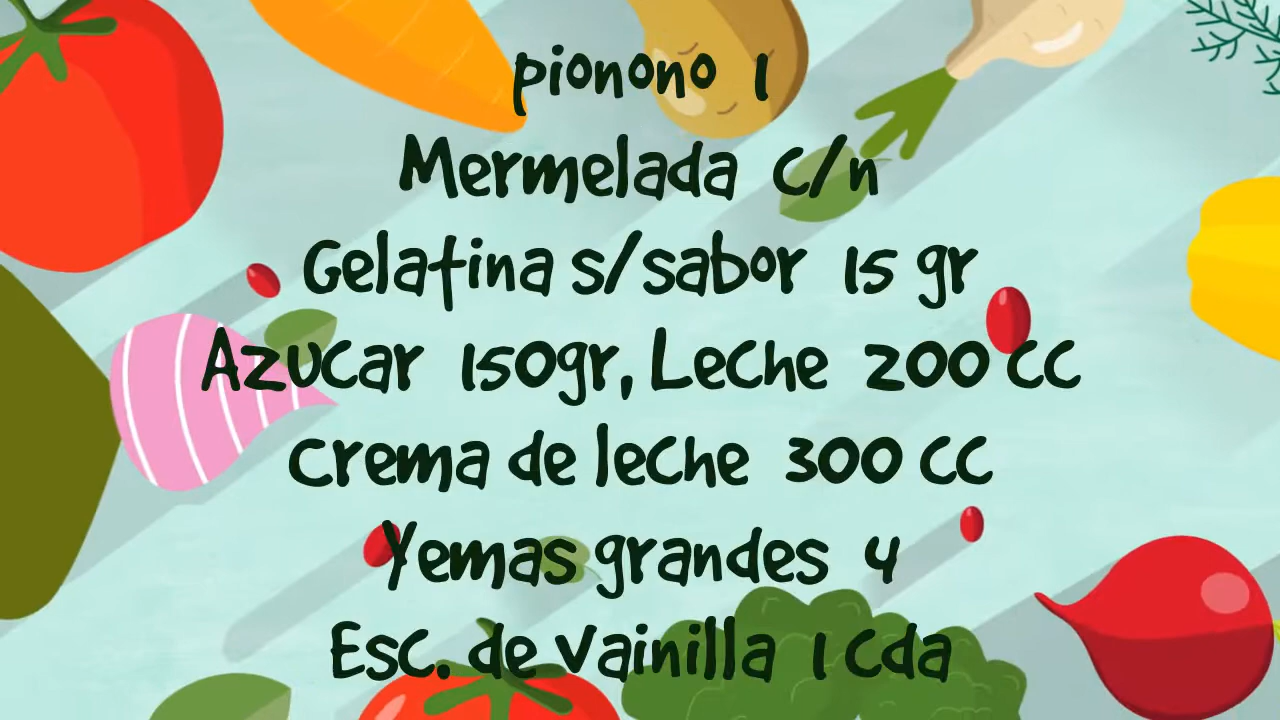 pionono 1
Mermelada c/n
Gelatina s/sabor 15 gr
Azucar 150gr, Leche 200 cc
Crema de leche 300 cc
Yemas grandes 4
Esc. de vainilla 1 cda